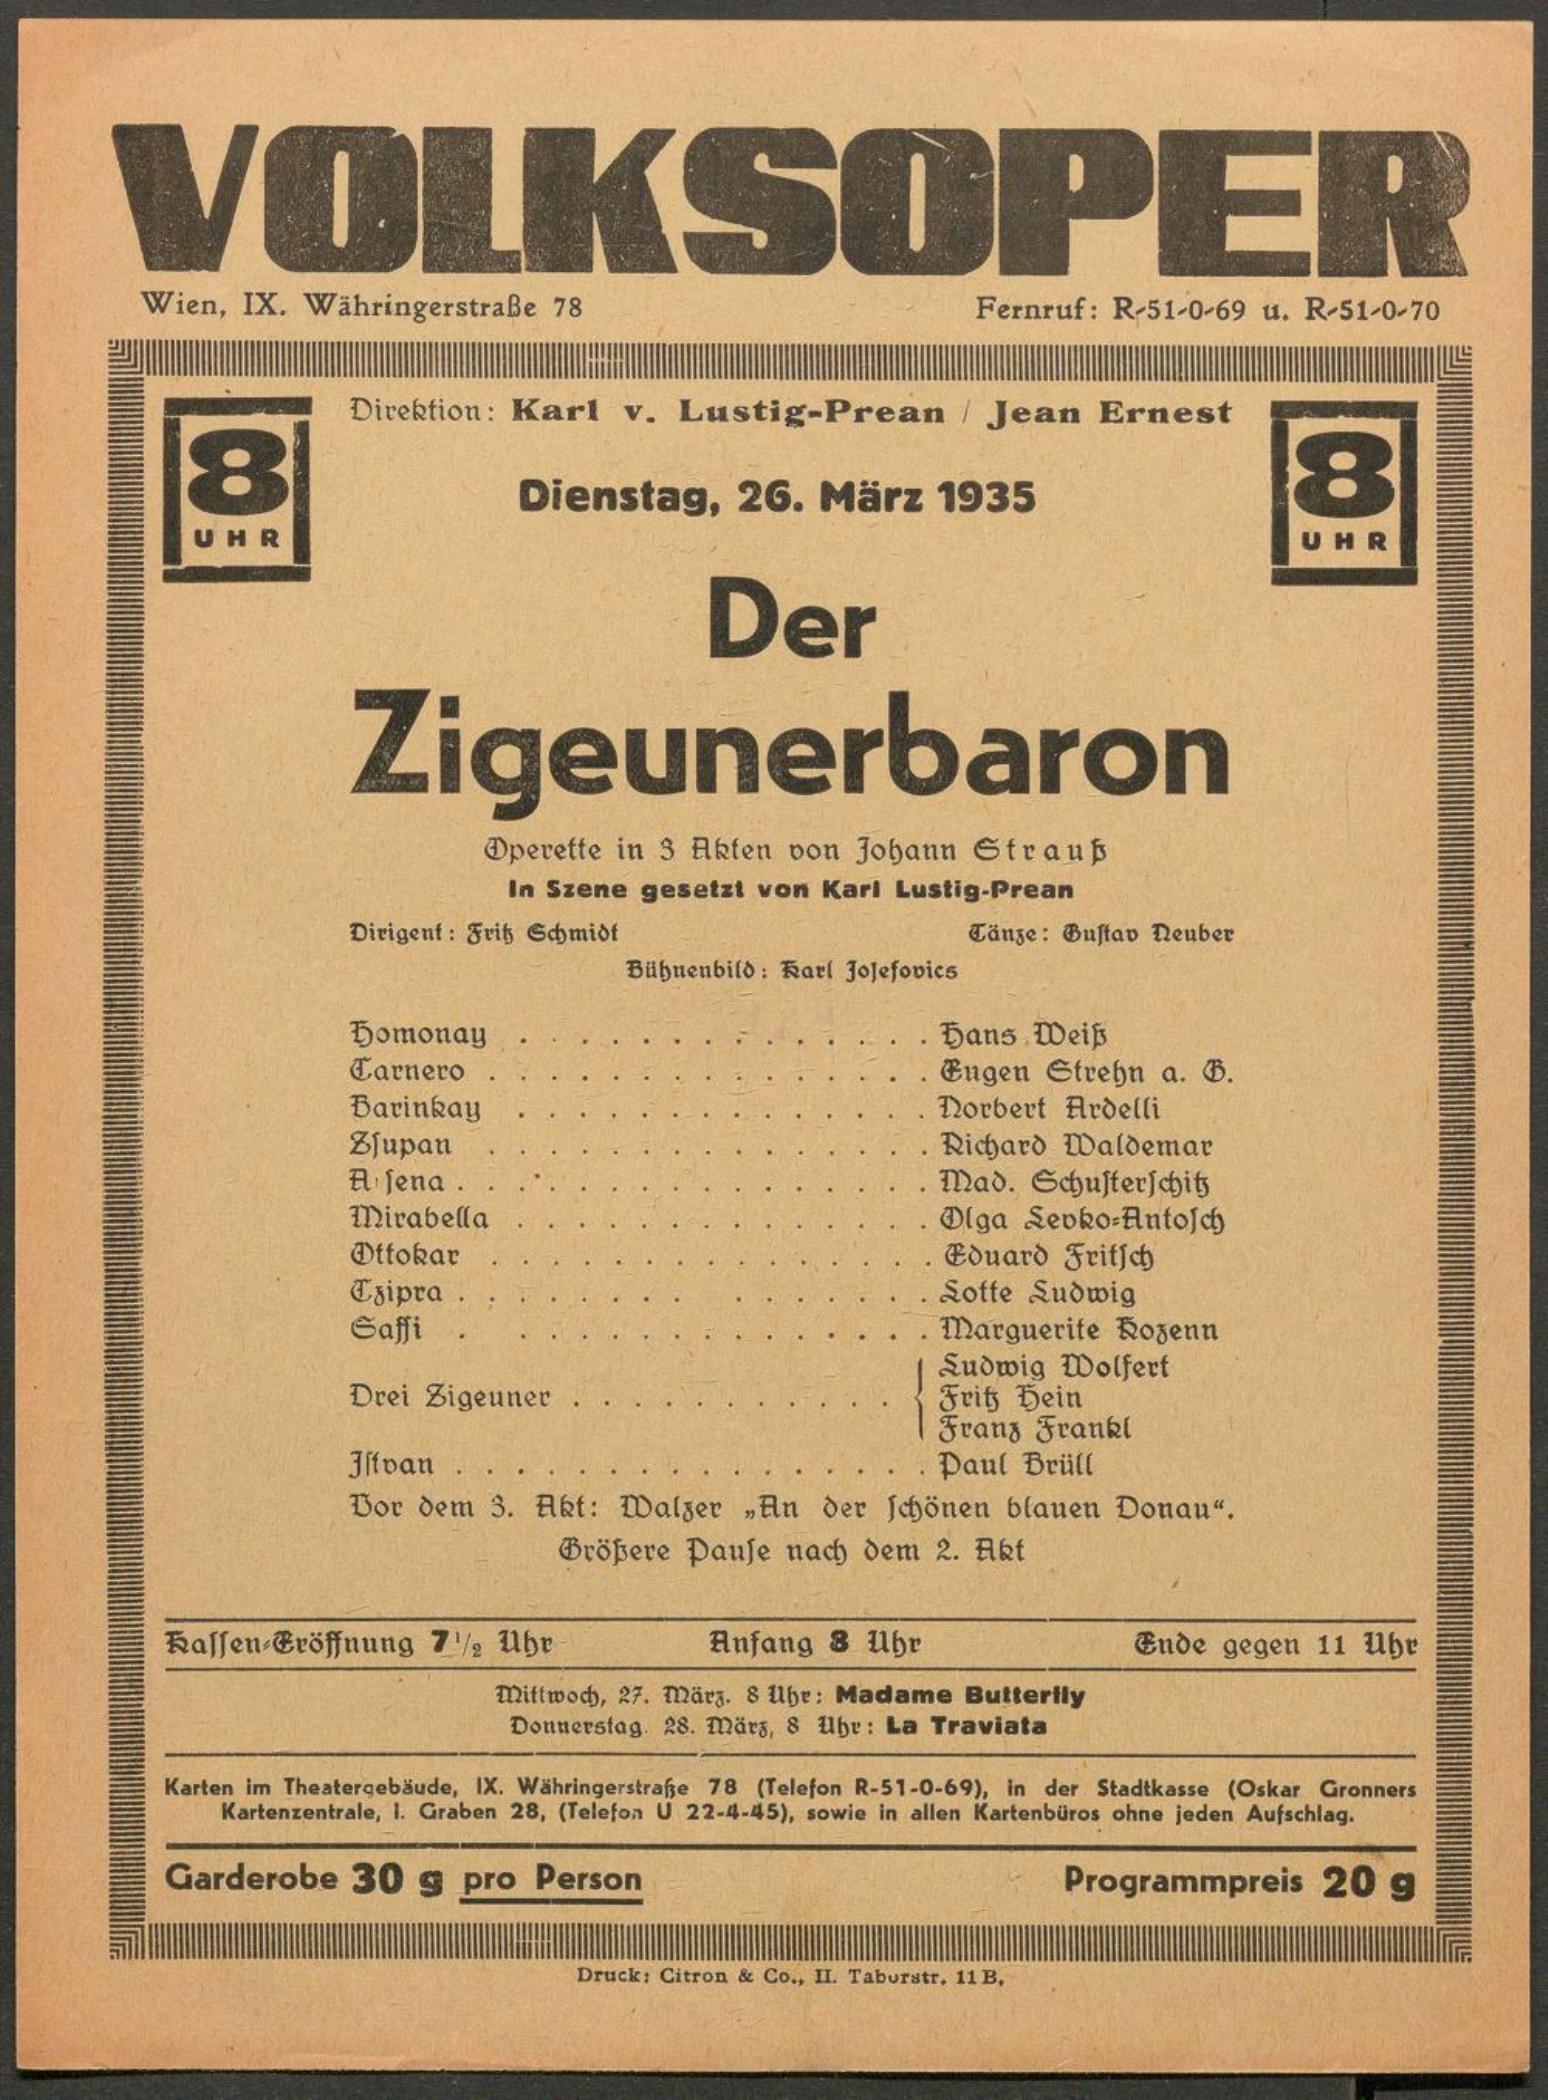 VOLKSOPER
Wien, IX. Währingerstraße 78 Fernruf: R-51-0-69 u. R-51-0-70
8 UHR
Direktion: Karl v. Lustig-Prean / Jean Ernest
8 UHR
Dienstag, 26. März 1935
Der
Zigeunerbaron
Operette in 3 Akten von Johann Strauß
In Szene gesetzt von Karl Lustig-Prean
Dirigent: Fritz Schmidt Tänze: Gustav Neuber
Bühnenbild: Karl Josefovics
Homonay . . . . . . . . . . . . . . Hans Weiß
Carnero . . . . . . . . . . . . . . . Eugen Strehn a. G.
Barinkay . . . . . . . . . . . . . . Norbert Ardelli
Zsupan . . . . . . . . . . . . . . . Richard Waldemar
Arsena . . . . . . . . . . . . . . . . Mad. Schusterschitz
Mirabella . . . . . . . . . . . . . . Olga Levko-Antosch
Ottokar . . . . . . . . . . . . . . . Eduard Fritsch
Czipra . . . . . . . . . . . . . . . Lotte Ludwig
Saffi . . . . . . . . . . . . . . . Marguerite Kozenn
Ludwig Wolfert
Drei Zigeuner . . . . . . . . . . . Fritz Hein
Franz Frankl
Istvan . . . . . . . . . . . . . . . . Paul Brüll
Vor dem 3. Akt: Walzer „An der schönen blauen Donau“.
Größere Pause nach dem 2. Akt
Kassen-Eröffnung 7 1/2 Uhr Anfang 8 Uhr Ende gegen 11 Uhr
Mittwoch, 27. März. 8 Uhr: Madame Butterfly
Donnerstag. 28. März, 8 Uhr: La Traviata
Karten im Theatergebäude, IX. Währingerstraße 78 (Telefon R-51-0-69), in der Stadtkasse (Oskar Gronners
Kartenzentrale, I. Graben 28, (Telefon U 22-4-45), sowie in allen Kartenbüros ohne jeden Aufschlag.
Garderobe 30 g pro Person Programmpreis 20 g
Druck: Citron & Co., II. Taborstr. 11 B,